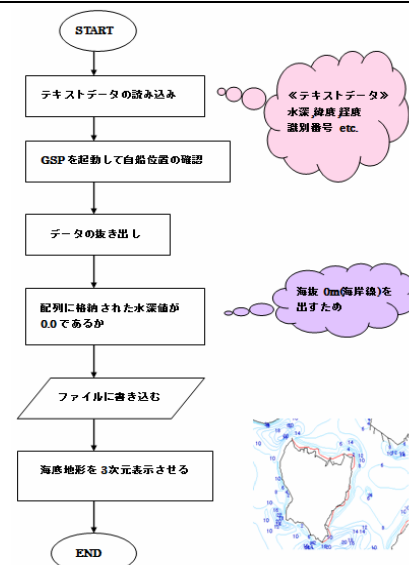 START
テキストデータの読み込み
≪テキストデータ≫
水深,緯度,経度
識別番号 etc.
GSPを起動して自船位置の確認
データの抜き出し
配列に格納された水深値が
0.0であるか
海抜 0m(海岸線)を
出すため
ファイルに書き込む
海底地形を3次元表示させる
END